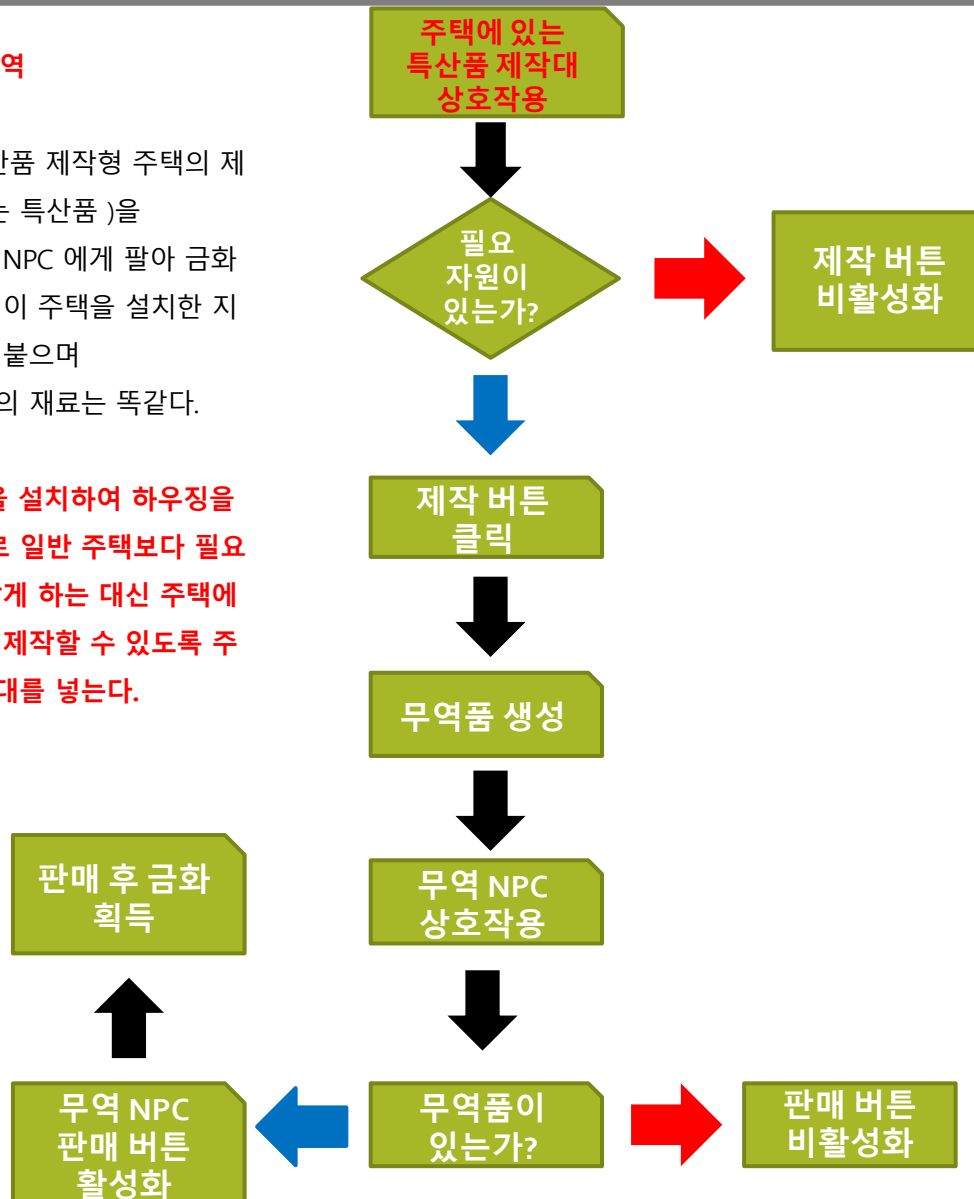 역
산품 제작형 주택의 제
는 특산품 )을
NPC 에게 팔아 금화
이 주택을 설치한 지
붙으며
의 재료는 똑같다.
을 설치하여 하우징을
로 일반 주택보다 필요
게 하는 대신 주택에
제작할 수 있도록 주
대를 넣는다.
주택에 있는
특산품 제작대
상호작용
필요
자원이
있는가?
제작 버튼
비활성화
제작 버튼
클릭
무역품 생성
무역 NPC
상호작용
무역품이
있는가?
판매 버튼
비활성화
무역 NPC
판매 버튼
활성화
판매 후 금화
획득